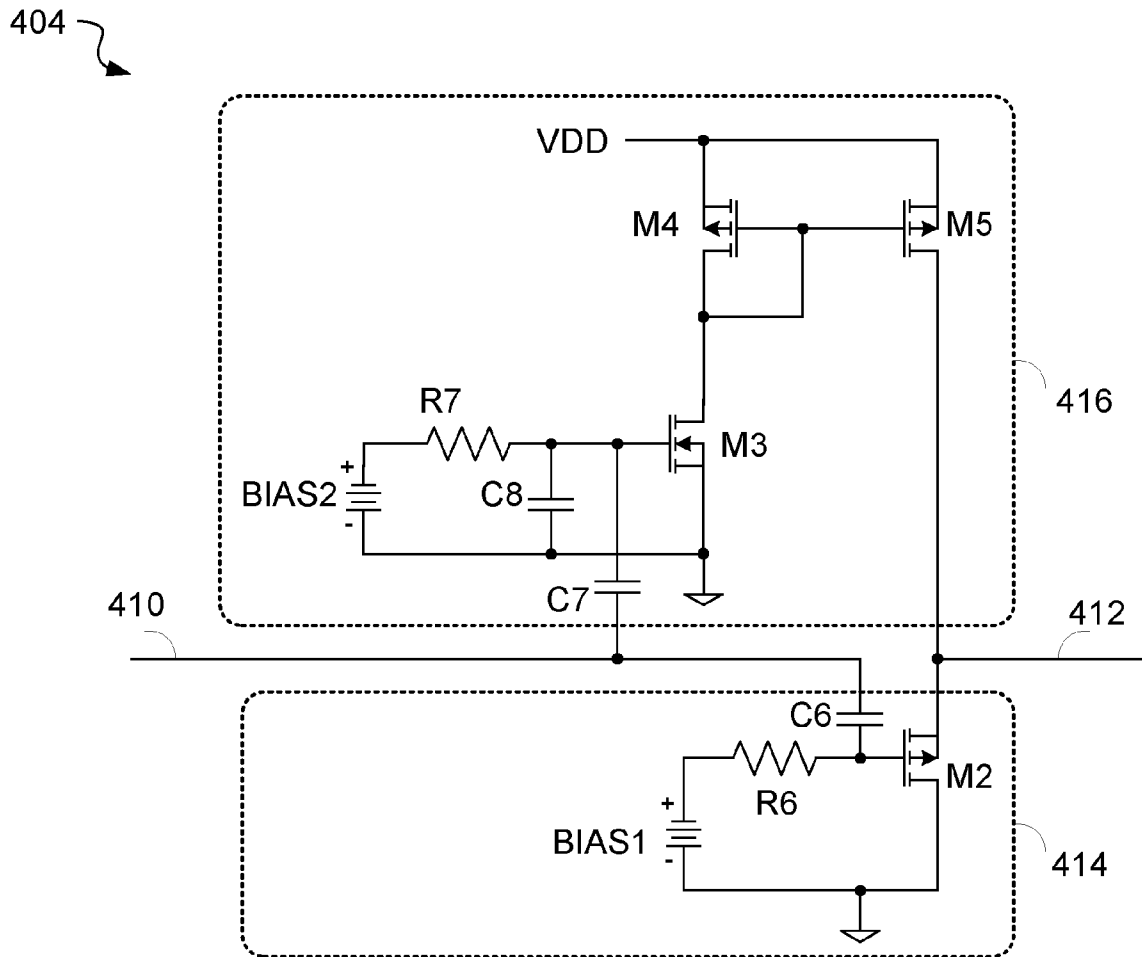 404
VDD
M4
M5
416
R7
M3
+
BIAS2
-
C8
C7
410
412
C6
M2
R6
+
BIAS1
-
414